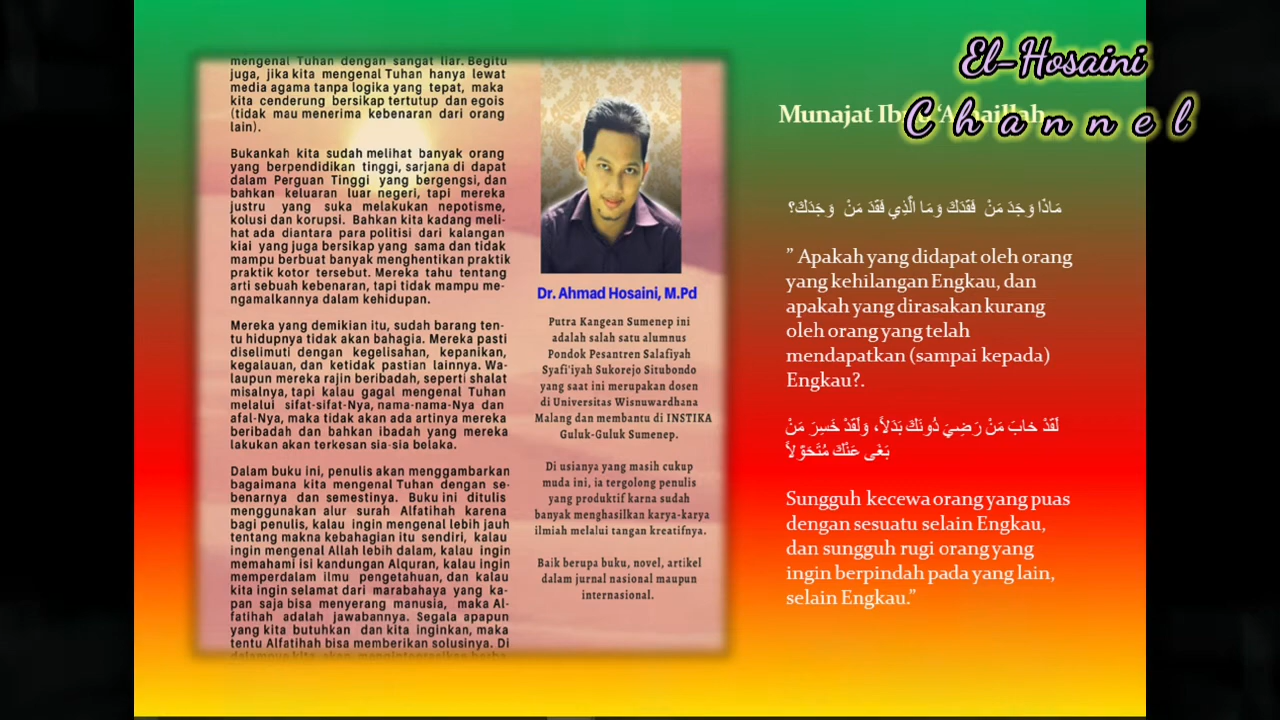 mengenal Tuhan dengan sangat liar. Begitu
juga, jika kita mengenal Tuhan hanya lewat
media agama tanpa logika yang tepat, maka
kita cenderung bersikap tertutup dan egois
(tidak mau menerima kebenaran dari orang
lain).
Bukankah kita sudah melihat banyak orang
yang berpendidikan tinggi, sarjana di dapat
dalam Perguan Tinggi yang bergengsi, dan
bahkan keluaran luar negeri, tapi mereka
justru yang suka melakukan nepotisme,
kolusi dan korupsi. Bahkan kita kadang meli-
hat ada diantara para politisi dari kalangan
kiai yang juga bersikap yang sama dan tidak
mampu berbuat banyak menghentikan praktik
praktik kotor tersebut. Mereka tahu tentang
arti sebuah kebenaran, tapi tidak mampu me-
ngamalkannya dalam kehidupan.
Mereka yang demikian itu, sudah barang ten-
tu hidupnya tidak akan bahagia. Mereka pasti
diselimuti dengan kegelisahan, kepanikan,
kegalauan, dan ketidak pastian lainnya. Wa-
laupun mereka rajin beribadah, seperti shalat
misalnya, tapi kalau gagal mengenal Tuhan
melalui sifat-sifat-Nya, nama-nama-Nya dan
afal-Nya, maka tidak akan ada artinya mereka
beribadah dan bahkan ibadah yang mereka
lakukan akan terkesan sia-sia belaka.
Dalam buku ini, penulis akan menggambarkan
bagaimana kita mengenal Tuhan dengan se-
benarnya dan semestinya. Buku ini ditulis
menggunakan alur surah Alfatihah karena
bagi penulis, kalau ingin mengenal lebih jauh
tentang makna kebahagian itu sendiri, kalau
ingin mengenal Allah lebih dalam, kalau ingin
memahami isi kandungan Alquran, kalau ingin
memperdalam ilmu pengetahuan, dan kalau
kita ingin selamat dari marabahaya yang ka-
pan saja bisa menyerang manusia, maka Al-
fatihah adalah jawabannya. Segala apapun
yang kita butuhkan dan kita inginkan, maka
tentu Alfatihah bisa memberikan solusinya. Di
Dr. Ahmad Hosaini, M.Pd
Putra Kangean Sumenep ini
adalah salah satu alumnus
Pondok Pesantren Salafiyah
Syafi'iyah Sukorejo Situbondo
yang saat ini merupakan dosen
di Universitas Wisnuwardhana
Malang dan membantu di INSTIKA
Guluk-Guluk Sumenep.
Di usianya yang masih cukup
muda ini, ia tergolong penulis
yang produktif karna sudah
banyak menghasilkan karya-karya
ilmiah melalui tangan kreatifnya.
Baik berupa buku, novel, artikel
dalam jurnal nasional maupun
internasional.
El-Hosaini
Channel
Munajat
مَاذَا وَجَدَ مَنْ فَقَدَكَ وَمَا الَّذِي فَقَدَ مَنْ وَجَدَكَ؟
” Apakah yang didapat oleh orang
yang kehilangan Engkau, dan
apakah yang dirasakan kurang
oleh orang yang telah
mendapatkan (sampai kepada)
Engkau?.
لَقَدْ خابَ مَنْ رَضِيَ دُونَكَ بَدَلاً، وَلَقَدْ خَسِرَ مَنْ
بَغَى عَنْكَ مُتَحَوِّلاً
Sungguh kecewa orang yang puas
dengan sesuatu selain Engkau,
dan sungguh rugi orang yang
ingin berpindah pada yang lain,
selain Engkau.”